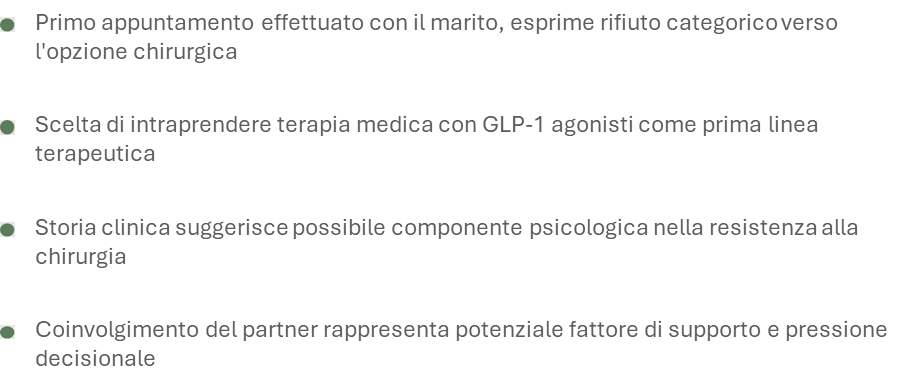 Primo appuntamento effettuato con il marito, esprime rifiuto categorico verso
l'opzione chirurgica
Scelta di intraprendere terapia medica con GLP-1 agonisti come prima linea
terapeutica
Storia clinica suggerisce possibile componente psicologica nella resistenza alla
chirurgia
Coinvolgimento del partner rappresenta potenziale fattore di supporto e pressione
decisionale